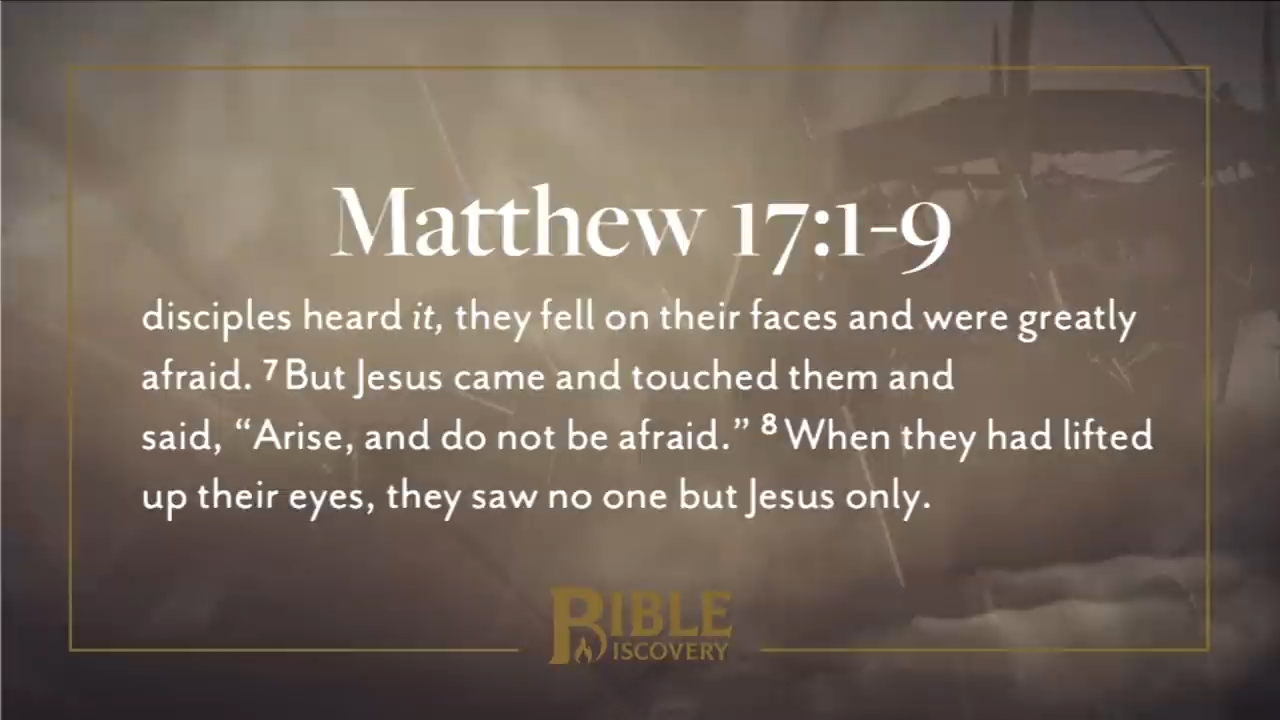 Matthew 17:1-9
disciples heard it, they fell on their faces and were greatly
afraid. ⁷ But Jesus came and touched them and
said, “Arise, and do not be afraid.” ⁸ When they had lifted
up their eyes, they saw no one but Jesus only.
BIBLE
DISCOVERY